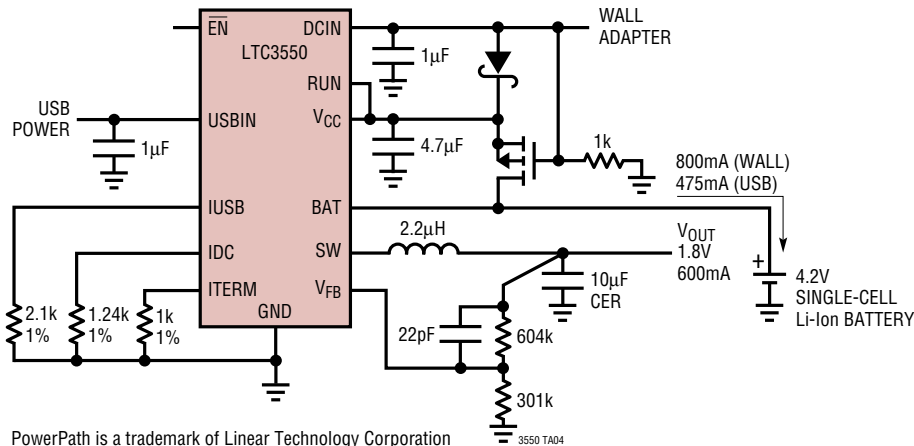 EN
DCIN
WALL
ADAPTER
LTC3550
1µF
RUN
USB
POWER
USBIN
VCC
1µF
4.7µF
1k
800mA (WALL)
475mA (USB)
IUSB
BAT
2.2µH
VOUT
1.8V
600mA
IDC
SW
+
4.2V
SINGLE-CELL
Li-Ion BATTERY
10µF
CER
ITERM
VFB
GND
2.1k
1%
1.24k
1%
1k
1%
22pF
604k
301k
PowerPath is a trademark of Linear Technology Corporation
3550 TA04